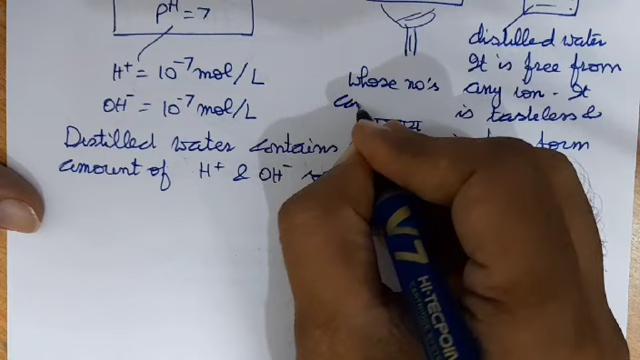 pH = 7
H⁺ = 10⁻⁷ mol/L
OH⁻ = 10⁻⁷ mol/L
Distilled water contains
amount of H⁺ & OH⁻
whose no's
distilled water
It is free from
any ion - It
is tasteless &
form
V7
HI-TECPOINT